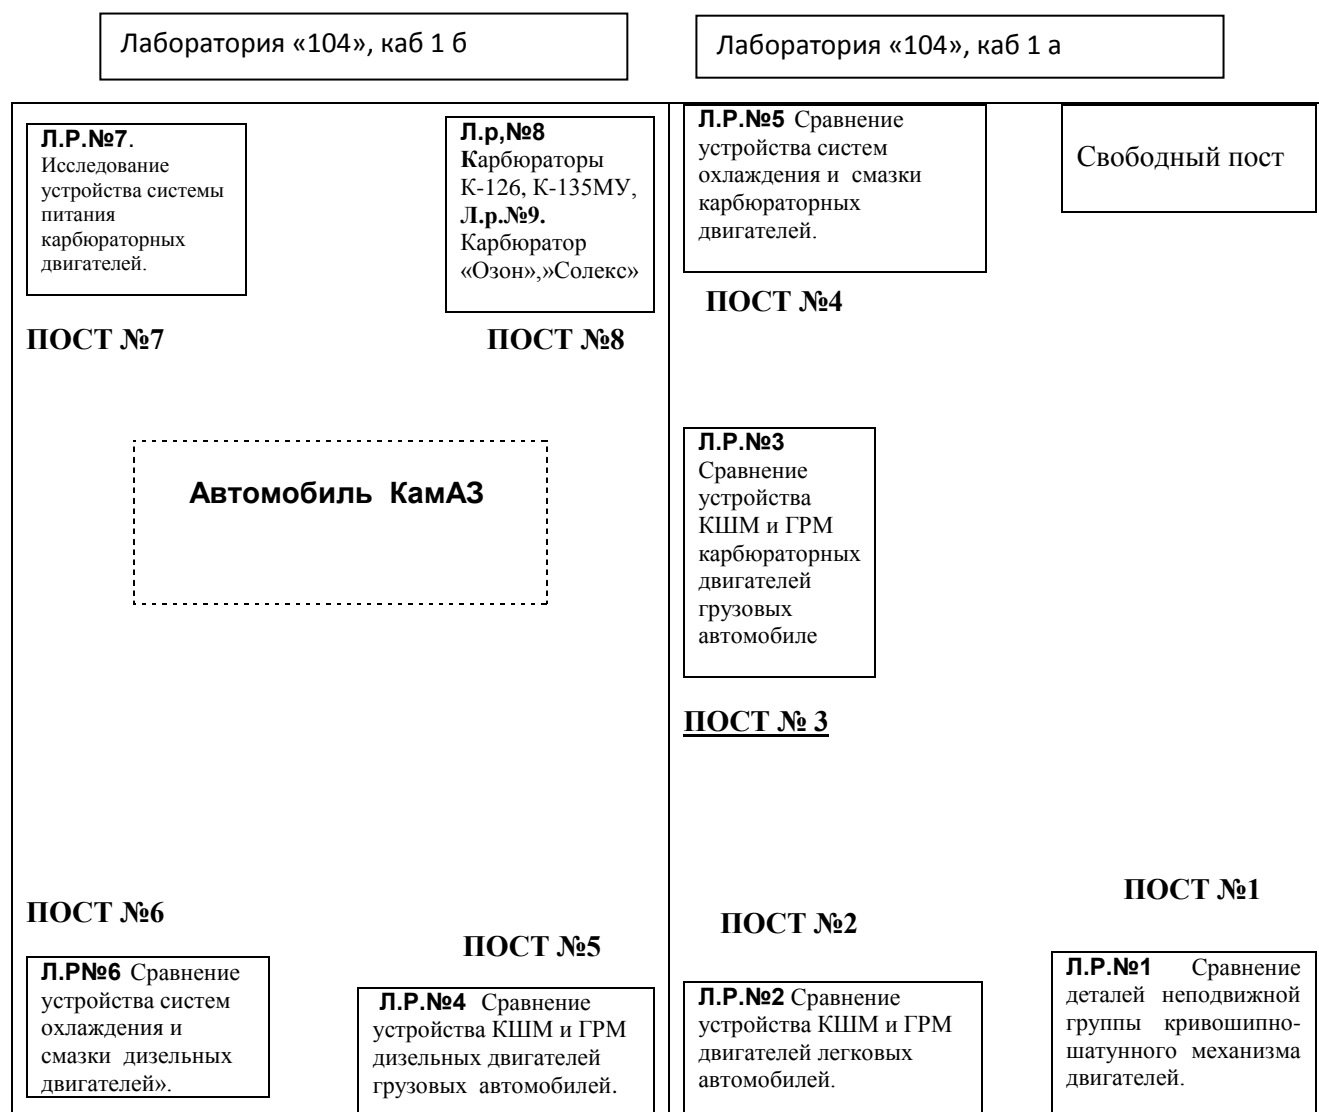 Лаборатория «104», каб 1 б
Лаборатория «104», каб 1 а
Л.Р.№7.
Исследование
устройства системы
питания
карбюраторных
двигателей.
ПОСТ №7
Л.р,№8
Карбюраторы
К-126, К-135МУ,
Л.р.№9.
Карбюратор
«Озон»,»Солекс»
ПОСТ №8
Автомобиль КамАЗ
ПОСТ №6
Л.Р№6 Сравнение
устройства систем
охлаждения и
смазки дизельных
двигателей».
ПОСТ №5
Л.Р.№4 Сравнение
устройства КШМ и ГРМ
дизельных двигателей
грузовых автомобилей.
Л.Р.№5 Сравнение
устройства систем
охлаждения и смазки
карбюраторных
двигателей.
ПОСТ №4
Свободный пост
Л.Р.№3
Сравнение
устройства
КШМ и ГРМ
карбюраторных
двигателей
грузовых
автомобиле
ПОСТ № 3
ПОСТ №2
Л.Р.№2 Сравнение
устройства КШМ и ГРМ
двигателей легковых
автомобилей.
ПОСТ №1
Л.Р.№1 Сравнение
деталей неподвижной
группы кривошипно-
шатунного механизма
двигателей.